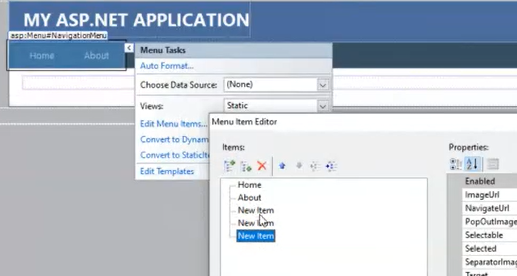 MY ASP.NET APPLICATION
asp:Menu#NavigationMenu
Home About
Menu Tasks
Auto Format...
Choose Data Source: (None)
Views: Static
Edit Menu Items...
Convert to Dynam
Convert to StaticIte
Edit Templates
Menu Item Editor
Items:
Home
About
New Item
New Item
New Item
Properties:
Enabled
ImageUrl
NavigateUrl
PopOutImage
Selectable
Selected
SeparatorImag
Target